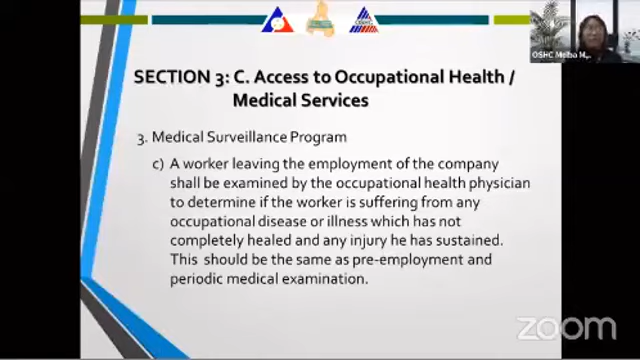 OSHC
OSHC Melba M...
SECTION 3: C. Access to Occupational Health /
Medical Services
3. Medical Surveillance Program
c) A worker leaving the employment of the company
shall be examined by the occupational health physician
to determine if the worker is suffering from any
occupational disease or illness which has not
completely healed and any injury he has sustained.
This should be the same as pre-employment and
periodic medical examination.
zoom